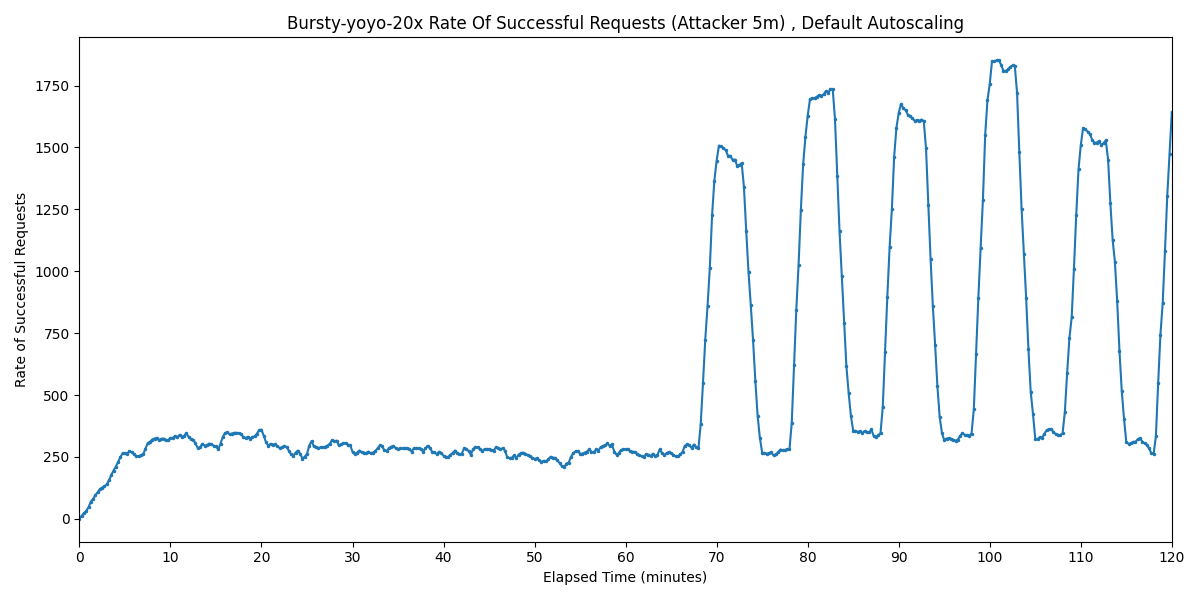 Bursty-yoyo-20x Rate Of Successful Requests (Attacker 5m) , Default Autoscaling
Rate of Successful Requests
1750
1500
1250
1000
750
500
250
0
0 10 20 30 40 50 60 70 80 90 100 110 120
Elapsed Time (minutes)